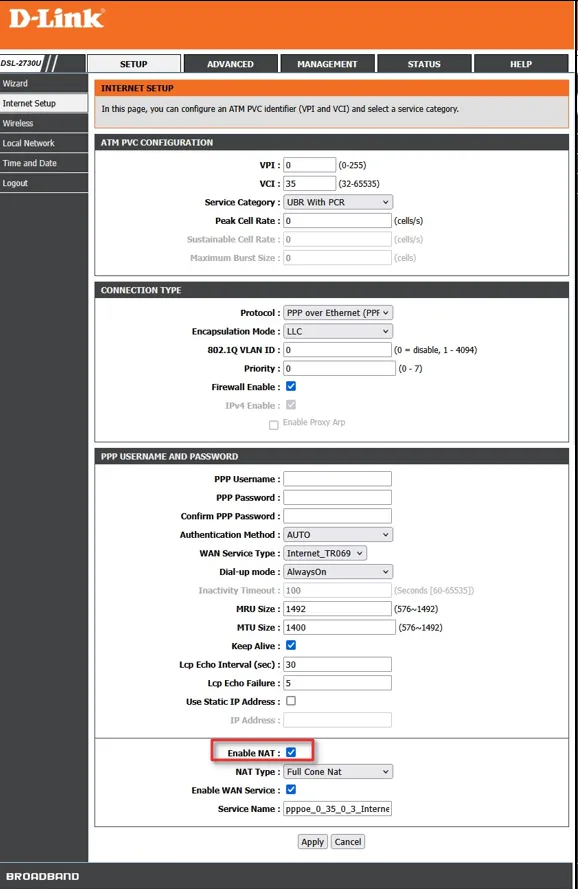 D-Link
DSL-2730U
SETUP ADVANCED MANAGEMENT STATUS HELP
Wizard
Internet Setup
Wireless
Local Network
Time and Date
Logout
INTERNET SETUP
In this page, you can configure an ATM PVC identifier (VPI and VCI) and select a service category.
ATM PVC CONFIGURATION
VPI : 0 (0-255)
VCI : 35 (32-65535)
Service Category : UBR With PCR
Peak Cell Rate : 0 (cells/s)
Sustainable Cell Rate : 0 (cells/s)
Maximum Burst Size : 0 (cells)
CONNECTION TYPE
Protocol : PPP over Ethernet (PPF
Encapsulation Mode : LLC
802.1Q VLAN ID : 0 (0 = disable, 1 - 4094)
Priority : 0 (0 - 7)
Firewall Enable :
IPv4 Enable :
Enable Proxy Arp
PPP USERNAME AND PASSWORD
PPP Username :
PPP Password :
Confirm PPP Password :
Authentication Method : AUTO
WAN Service Type : Internet_TR069
Dial-up mode : AlwaysOn
Inactivity Timeout : 100 (Seconds [60-65535])
MRU Size : 1492 (576~1492)
MTU Size : 1400 (576~1492)
Keep Alive :
Lcp Echo Interval (sec) : 30
Lcp Echo Failure : 5
Use Static IP Address :
IP Address :
Enable NAT :
NAT Type : Full Cone Nat
Enable WAN Service :
Service Name : pppoe_0_35_0_3_Interne
Apply Cancel
BROADBAND